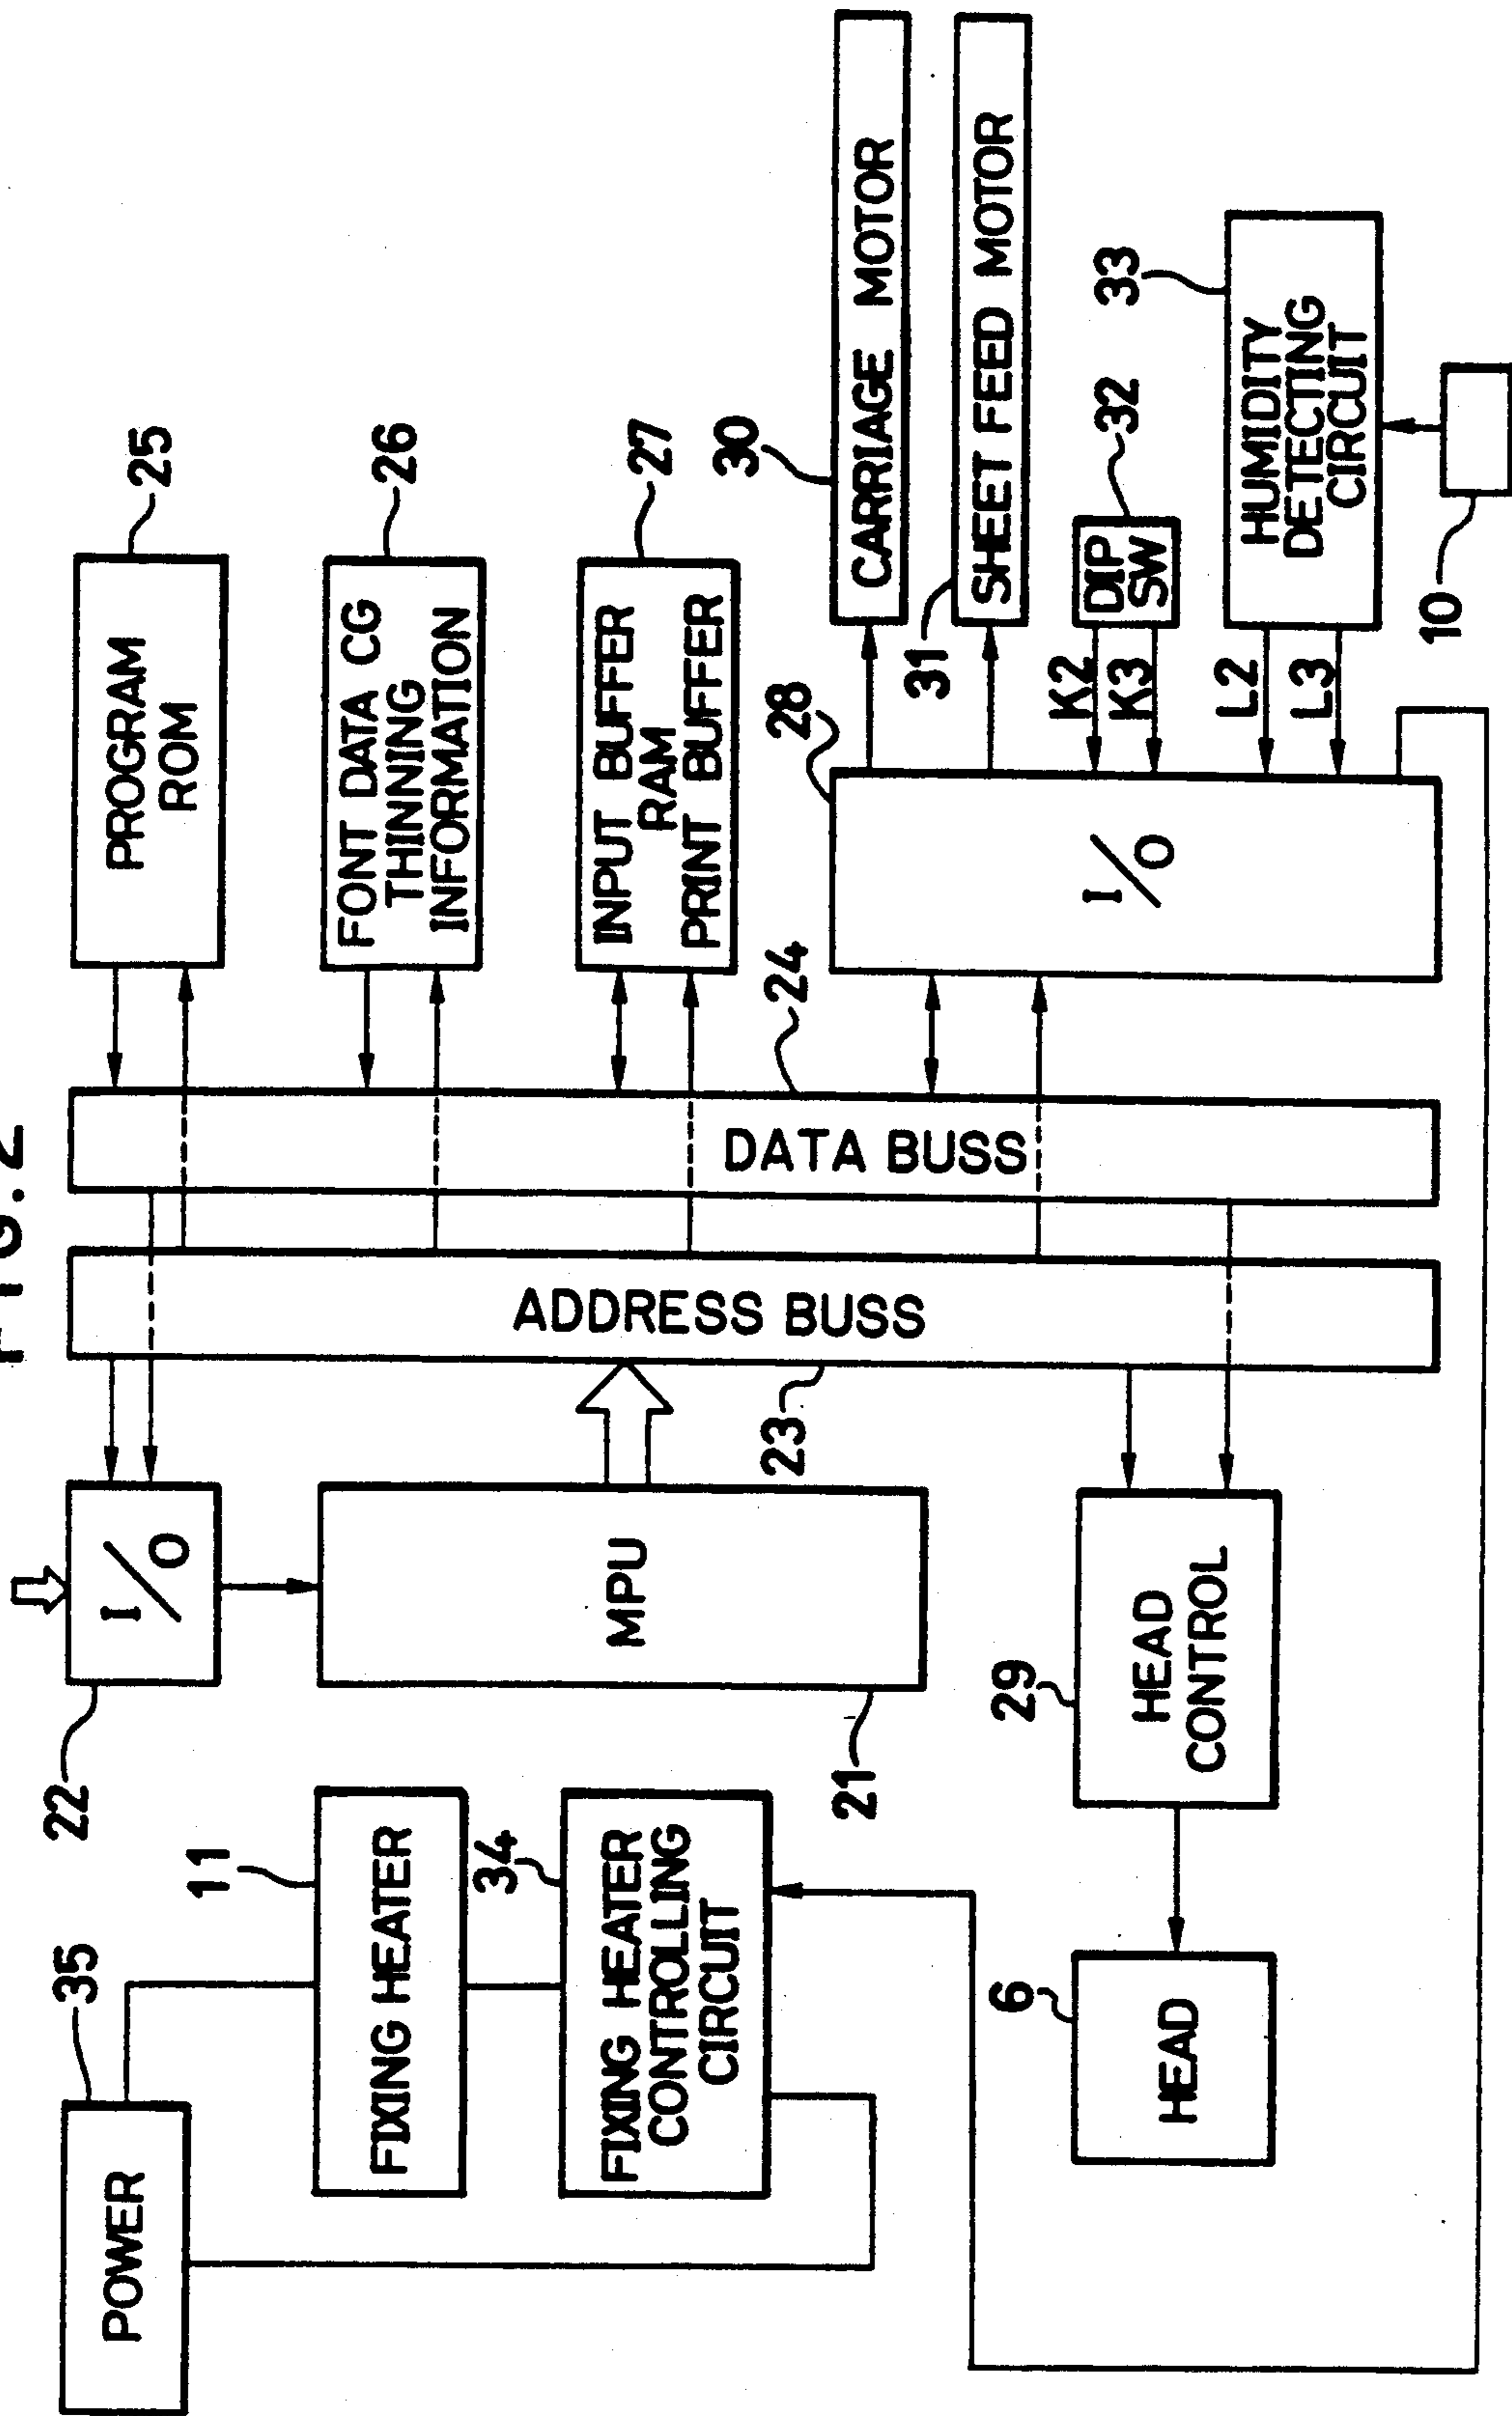 FIG. 2
35
POWER
11
FIXING HEATER
34
FIXING HEATER
CONTROLLING
CIRCUIT
22
I/O
MPU
21
6
HEAD
29
HEAD
CONTROL
23
ADDRESS BUSS
DATA BUSS
24
25
PROGRAM
ROM
26
FONT DATA CG
THINNING
INFORMATION
27
INPUT BUFFER
RAM
PRINT BUFFER
28
I/O
30
CARRIAGE MOTOR
31
SHEET FEED MOTOR
K2
K3
DIP
SW
32
L2
L3
HUMIDITY
DETECTING
CIRCUIT
33
10